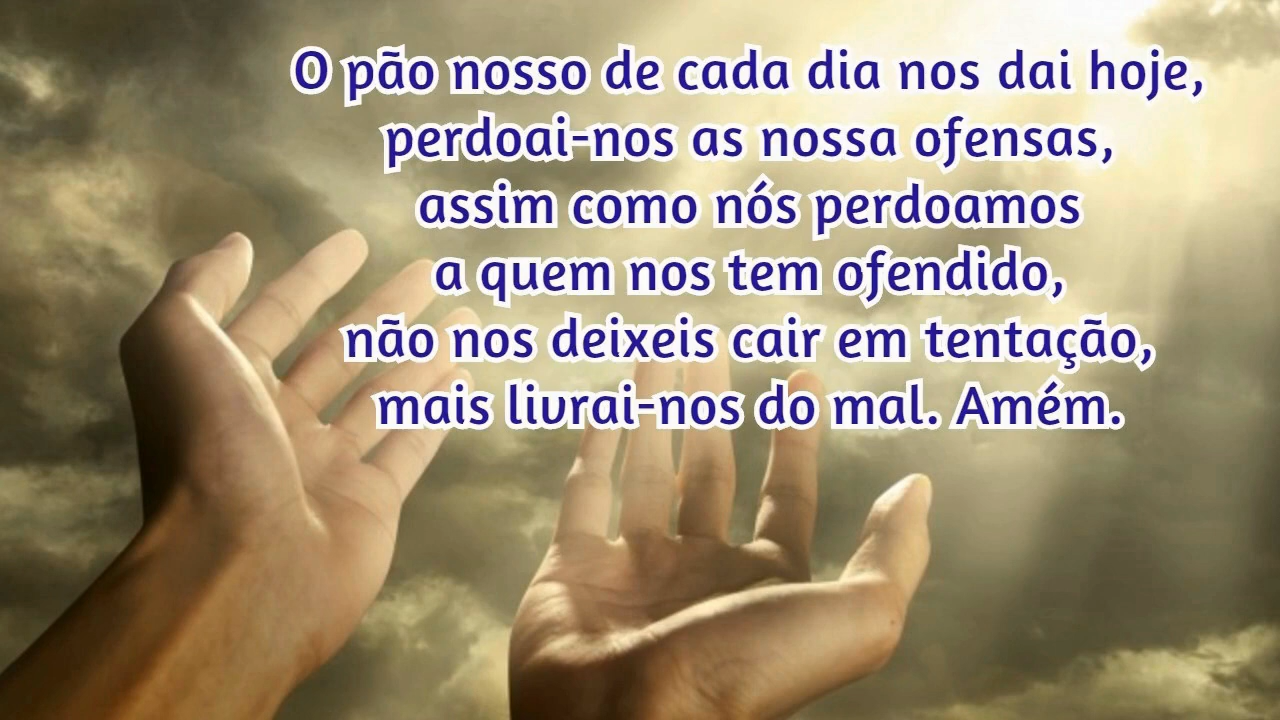 O pão nosso de cada dia nos dai hoje,
perdoai-nos as nossa ofensas,
assim como nós perdoamos
a quem nos tem ofendido,
não nos deixeis cair em tentação,
mais livrai-nos do mal. Amém.